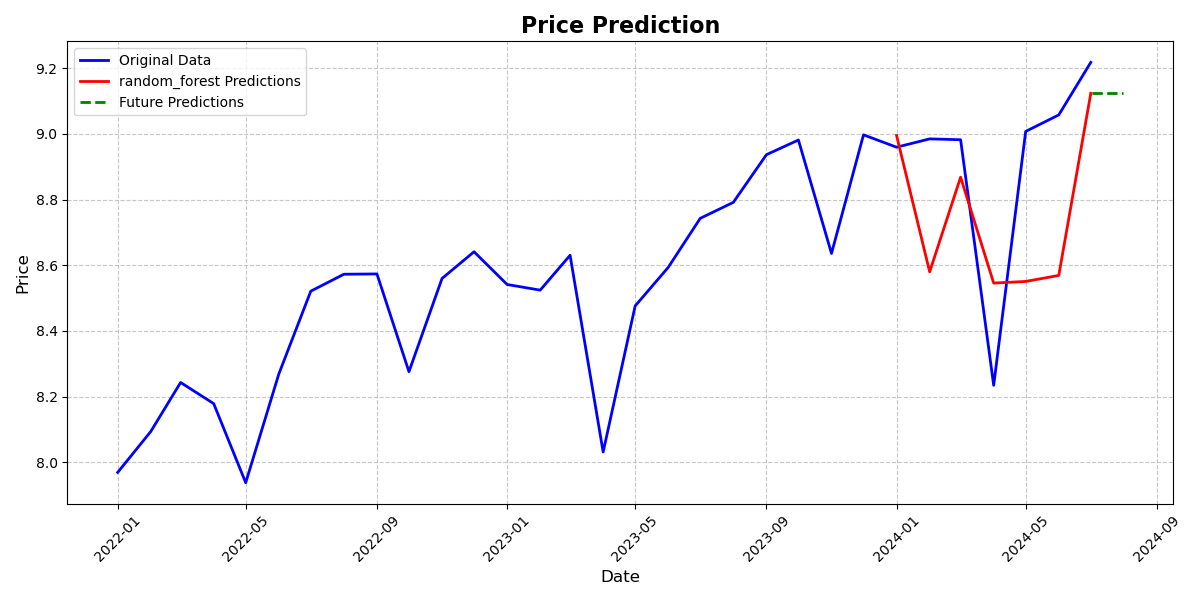 Price Prediction
Original Data
random_forest Predictions
Future Predictions
Price
9.2
9.0
8.8
8.6
8.4
8.2
8.0
2022-01
2022-05
2022-09
2023-01
2023-05
2023-09
2024-01
2024-05
2024-09
Date